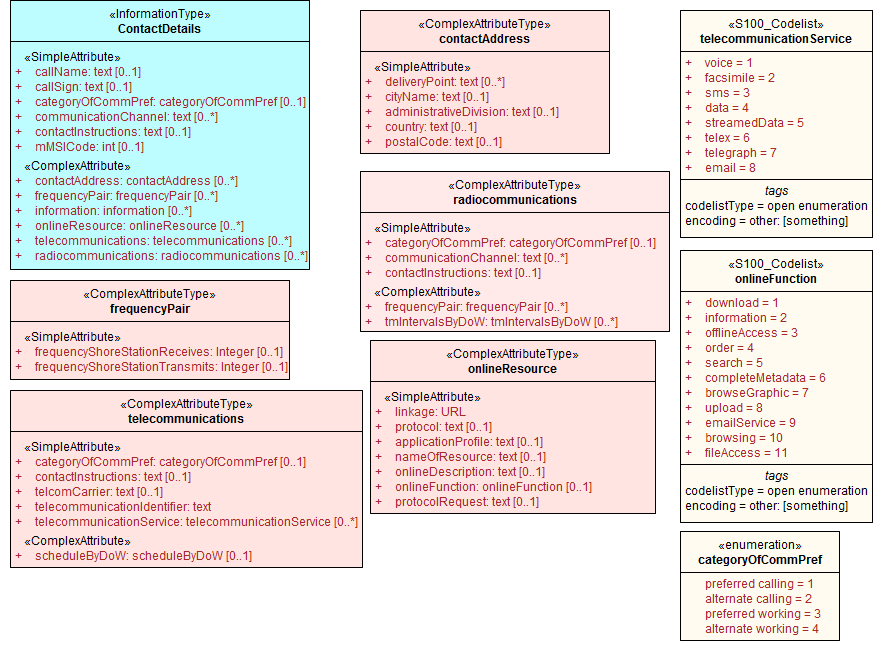 «InformationType»
ContactDetails
«SimpleAttribute»
+ callName: text [0..1]
+ callSign: text [0..1]
+ categoryOfCommPref: categoryOfCommPref [0..1]
+ communicationChannel: text [0..*]
+ contactInstructions: text [0..1]
+ mMSICode: int [0..1]
«ComplexAttribute»
+ contactAddress: contactAddress [0..*]
+ frequencyPair: frequencyPair [0..*]
+ information: information [0..*]
+ onlineResource: onlineResource [0..*]
+ telecommunications: telecommunications [0..*]
+ radiocommunications: radiocommunications [0..*]
«ComplexAttributeType»
frequencyPair
«SimpleAttribute»
+ frequencyShoreStationReceives: Integer [0..1]
+ frequencyShoreStationTransmits: Integer [0..1]
«ComplexAttributeType»
telecommunications
«SimpleAttribute»
+ categoryOfCommPref: categoryOfCommPref [0..1]
+ contactInstructions: text [0..1]
+ telcomCarrier: text [0..1]
+ telecommunicationIdentifier: text
+ telecommunicationService: telecommunicationService [0..*]
«ComplexAttribute»
+ scheduleByDoW: scheduleByDoW [0..1]
«ComplexAttributeType»
contactAddress
«SimpleAttribute»
+ deliveryPoint: text [0..*]
+ cityName: text [0..1]
+ administrativeDivision: text [0..1]
+ country: text [0..1]
+ postalCode: text [0..1]
«ComplexAttributeType»
radiocommunications
«SimpleAttribute»
+ categoryOfCommPref: categoryOfCommPref [0..1]
+ communicationChannel: text [0..*]
+ contactInstructions: text [0..1]
«ComplexAttribute»
+ frequencyPair: frequencyPair [0..*]
+ tmIntervalsByDoW: tmIntervalsByDoW [0..*]
«ComplexAttributeType»
onlineResource
«SimpleAttribute»
+ linkage: URL
+ protocol: text [0..1]
+ applicationProfile: text [0..1]
+ nameOfResource: text [0..1]
+ onlineDescription: text [0..1]
+ onlineFunction: onlineFunction [0..1]
+ protocolRequest: text [0..1]
«S100_Codelist»
telecommunicationService
+ voice = 1
+ facsimile = 2
+ sms = 3
+ data = 4
+ streamedData = 5
+ telex = 6
+ telegraph = 7
+ email = 8
tags
codelistType = open enumeration
encoding = other: [something]
«S100_Codelist»
onlineFunction
+ download = 1
+ information = 2
+ offlineAccess = 3
+ order = 4
+ search = 5
+ completeMetadata = 6
+ browseGraphic = 7
+ upload = 8
+ emailService = 9
+ browsing = 10
+ fileAccess = 11
tags
codelistType = open enumeration
encoding = other: [something]
«enumeration»
categoryOfCommPref
preferred calling = 1
alternate calling = 2
preferred working = 3
alternate working = 4